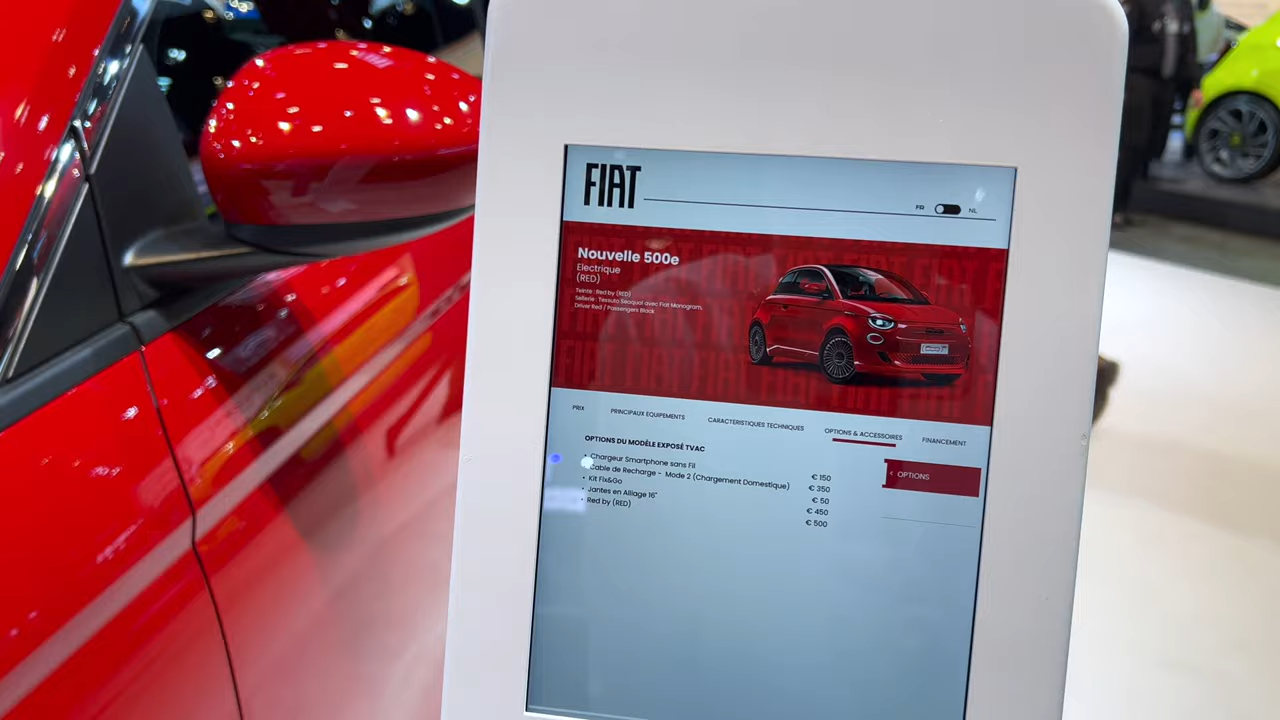 FIAT
FR NL
Nouvelle 500e
Electrique
(RED)
Teinte : Red by (RED)
Sellerie : Tessuto Seaqual avec Fiat Monogram.
Driver Red / Passengers Black
PRIX PRINCIPAUX EQUIPEMENTS CARACTERISTIQUES TECHNIQUES OPTIONS & ACCESSOIRES FINANCEMENT
OPTIONS DU MODÈLE EXPOSÉ TVAC
OPTIONS
Chargeur Smartphone sans Fil € 150
Cable de Recharge - Mode 2 (Chargement Domestique) € 350
Kit Fix&Go € 50
Jantes en Alliage 16" € 450
Red by (RED) € 500